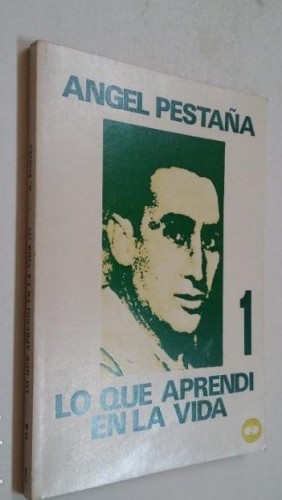 ANGEL PESTAÑA
1
LO QUE APRENDI
EN LA VIDA